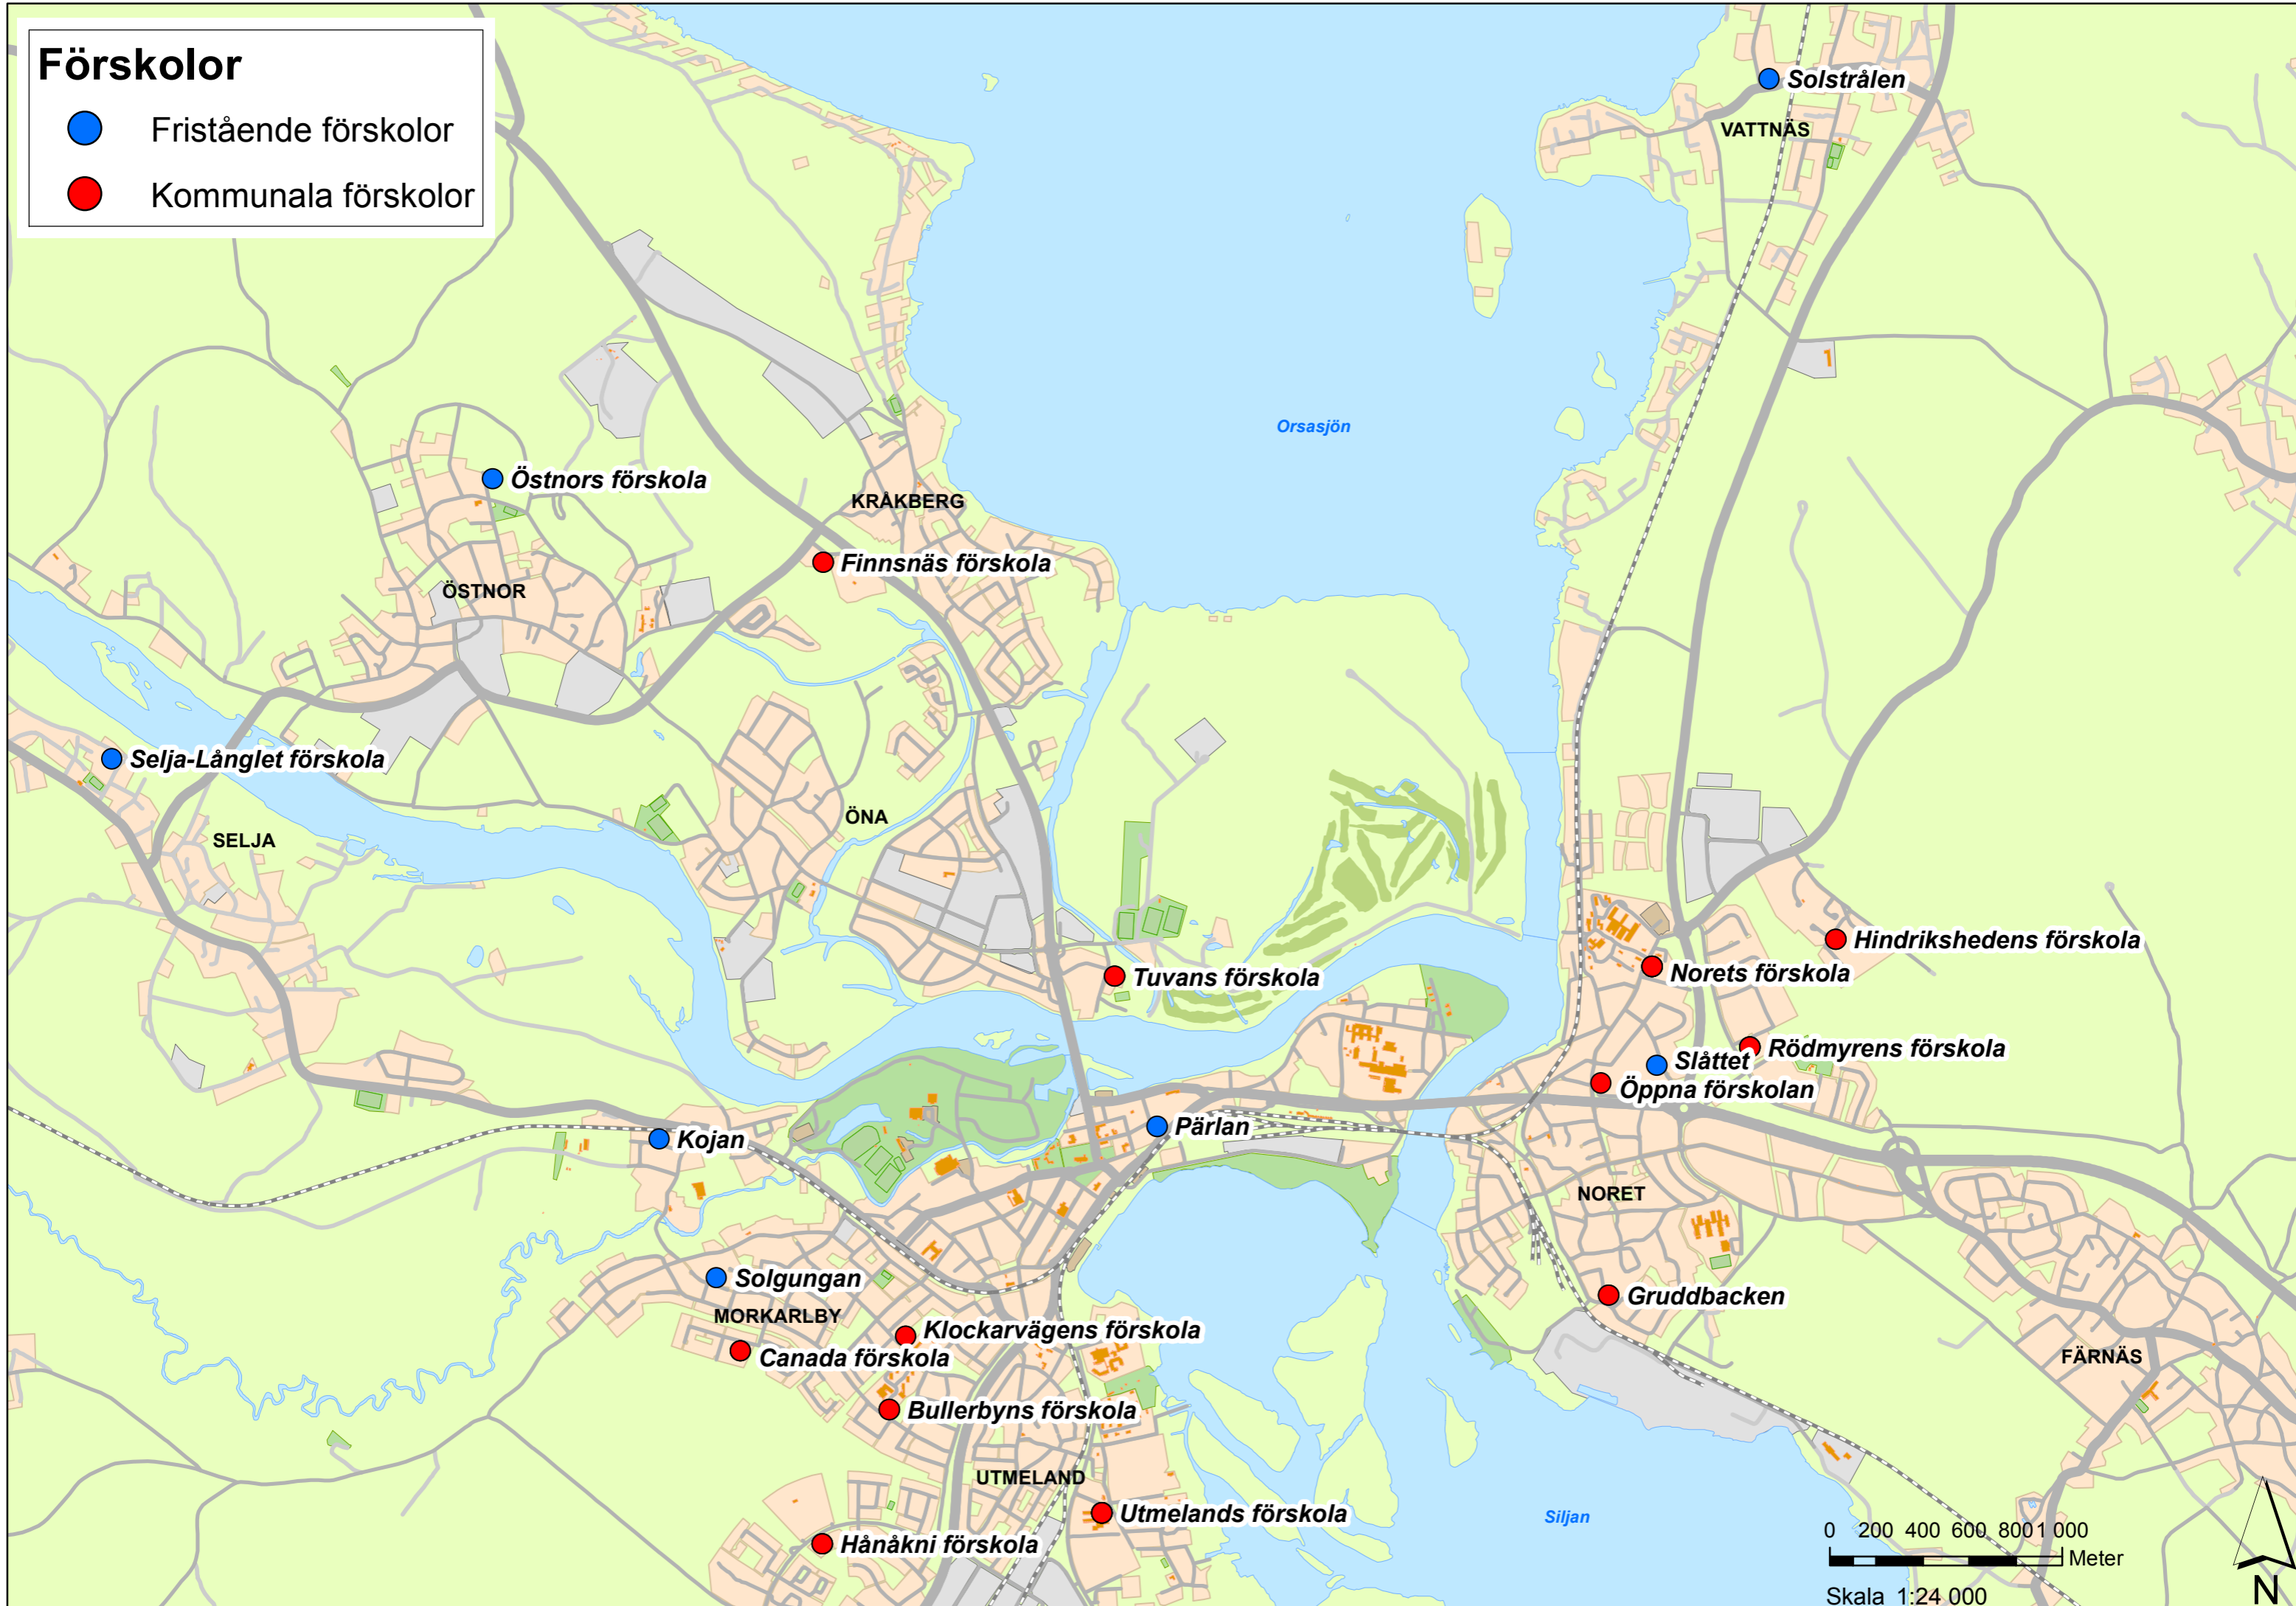 Förskolor
Fristående förskolor
Kommunala förskolor
Solstrålen
VATTNÄS
Orsasjön
Östnors förskola
KRÅKBERG
Finnsnäs förskola
ÖSTNOR
Selja-Långlet förskola
ÖNA
SELJA
Hindrikshedens förskola
Norets förskola
Tuvans förskola
Rödmyrens förskola
Slåttet
Öppna förskolan
Pärlan
Kojan
NORET
Solgungan
Gruddbacken
MORKARLBY
Klockarvägens förskola
Canada förskola
FÄRNÄS
Bullerbyns förskola
UTMELAND
Utmelands förskola
Siljan
Hånåkni förskola
0 200 400 600 800 1 000
Meter
Skala 1:24 000
N